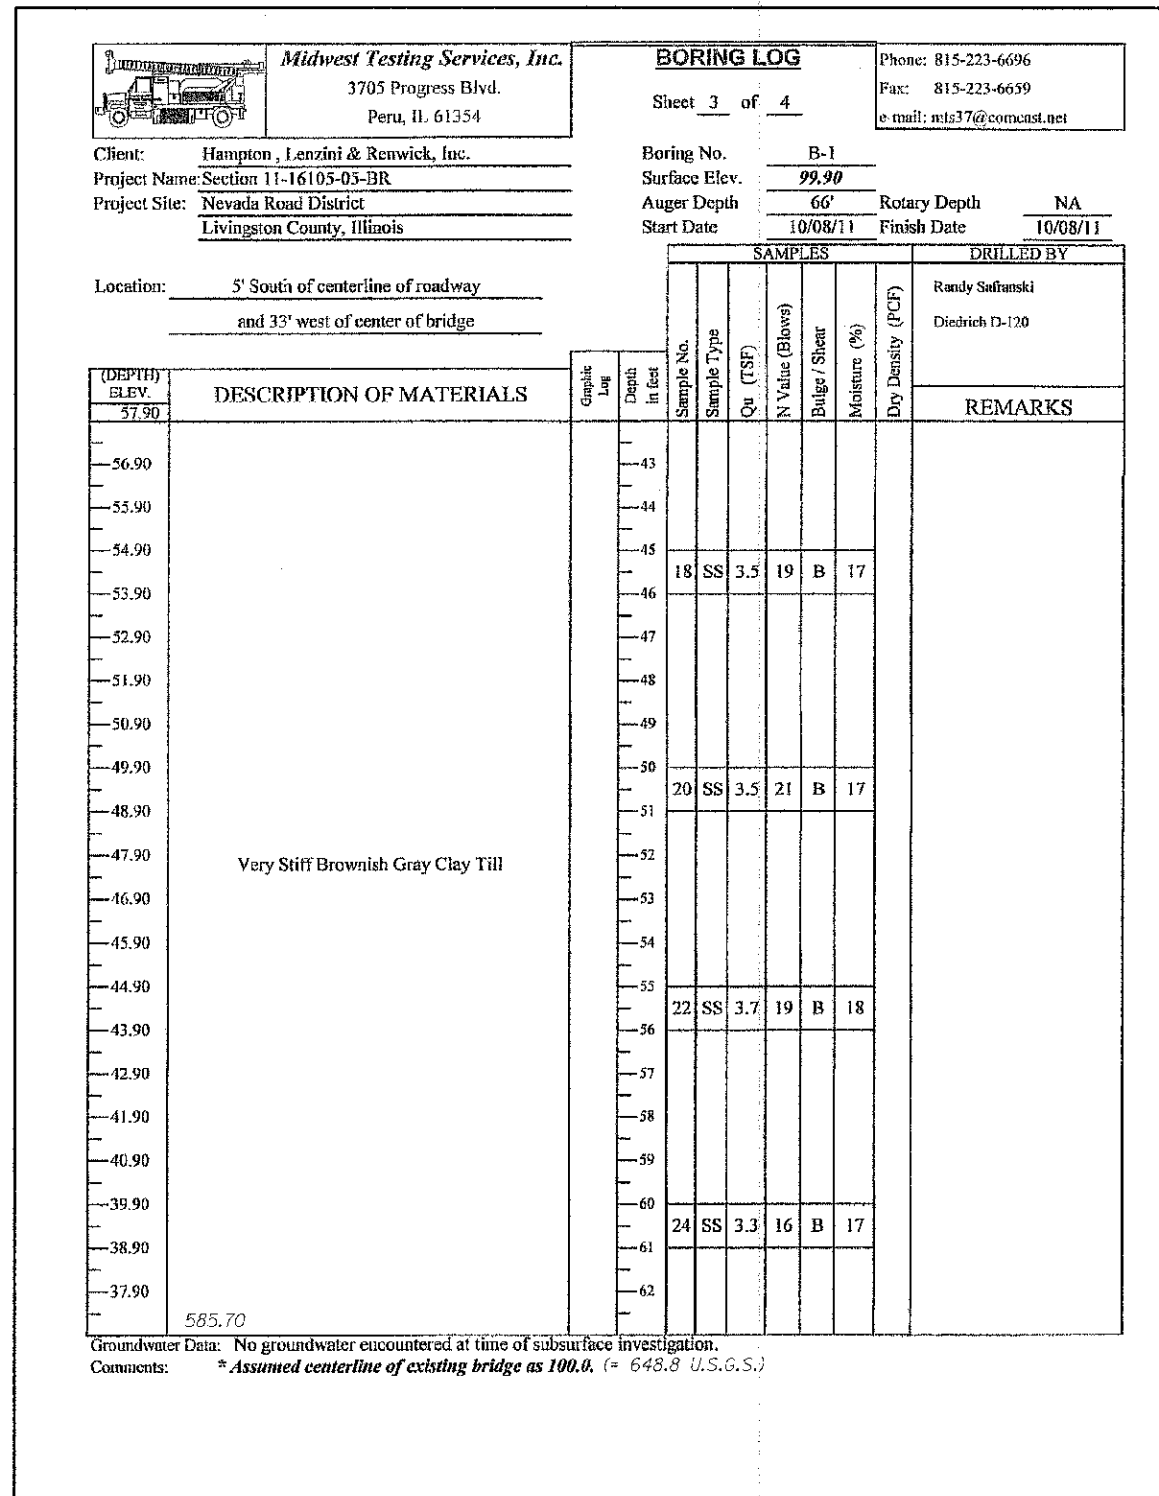 Midwest Testing Services, Inc.
3705 Progress Blvd.
Peru, IL 61354
BORING LOG
Sheet 3 of 4
Phone: 815-223-6696
Fax: 815-223-6659
e-mail: mts37@comcast.net
Client: Hampton , Lenzini & Renwick, Inc.
Project Name: Section 11-16105-05-BR
Project Site: Nevada Road District
Livingston County, Illinois
Boring No. B-1
Surface Elev. 99.90
Auger Depth 66' Rotary Depth NA
Start Date 10/08/11 Finish Date 10/08/11
Location: 5' South of centerline of roadway
and 33' west of center of bridge
SAMPLES
DRILLED BY
Randy Safranski
Diedrich D-120
(DEPTH)
ELEV.
57.90
DESCRIPTION OF MATERIALS
Graphic
Log
Depth
in feet
Sample No.
Sample Type
Qu (TSF)
N Value (Blows)
Bulge / Shear
Moisture (%)
Dry Density (PCF)
REMARKS
56.90 43
55.90 44
54.90 45
18 SS 3.5 19 B 17
53.90 46
52.90 47
51.90 48
50.90 49
49.90 50
20 SS 3.5 21 B 17
48.90 51
47.90 52
Very Stiff Brownish Gray Clay Till
46.90 53
45.90 54
44.90 55
22 SS 3.7 19 B 18
43.90 56
42.90 57
41.90 58
40.90 59
39.90 60
24 SS 3.3 16 B 17
38.90 61
37.90 62
585.70
Groundwater Data: No groundwater encountered at time of subsurface investigation.
Comments: * Assumed centerline of existing bridge as 100.0. (= 648.8 U.S.G.S.)